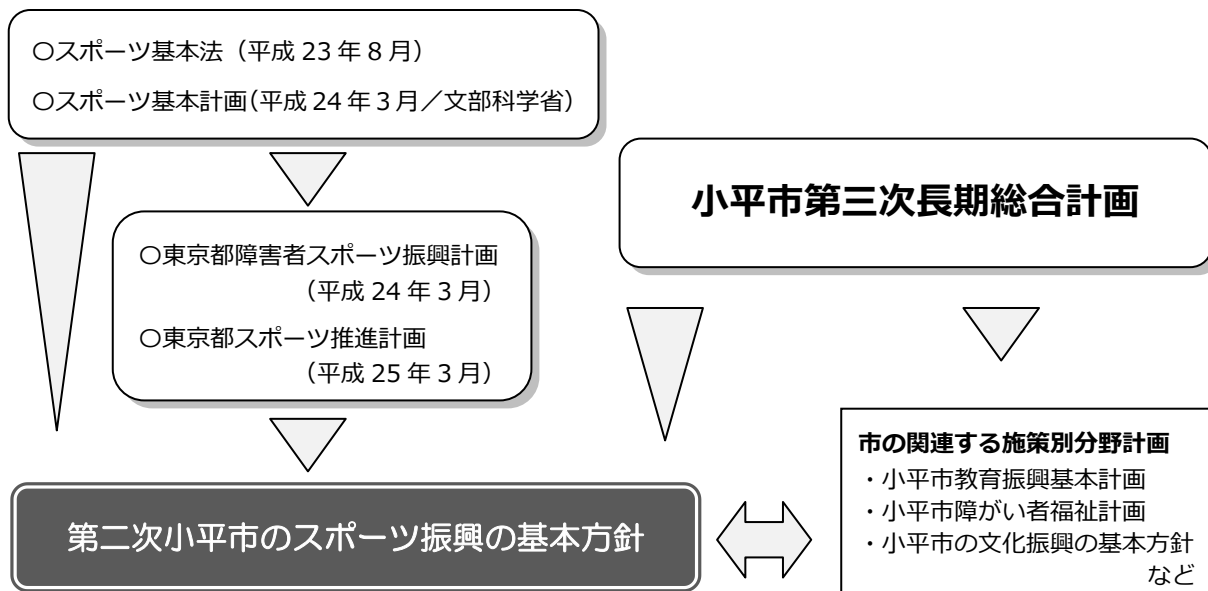 ○スポーツ基本法（平成 23 年 8 月）
○スポーツ基本計画（平成 24 年 3 月／文部科学省）
小平市第三次長期総合計画
○東京都障害者スポーツ振興計画
（平成 24 年 3 月）
○東京都スポーツ推進計画
（平成 25 年 3 月）
市の関連する施策別分野計画
・小平市教育振興基本計画
・小平市障がい者福祉計画
・小平市の文化振興の基本方針
など
第二次小平市のスポーツ振興の基本方針